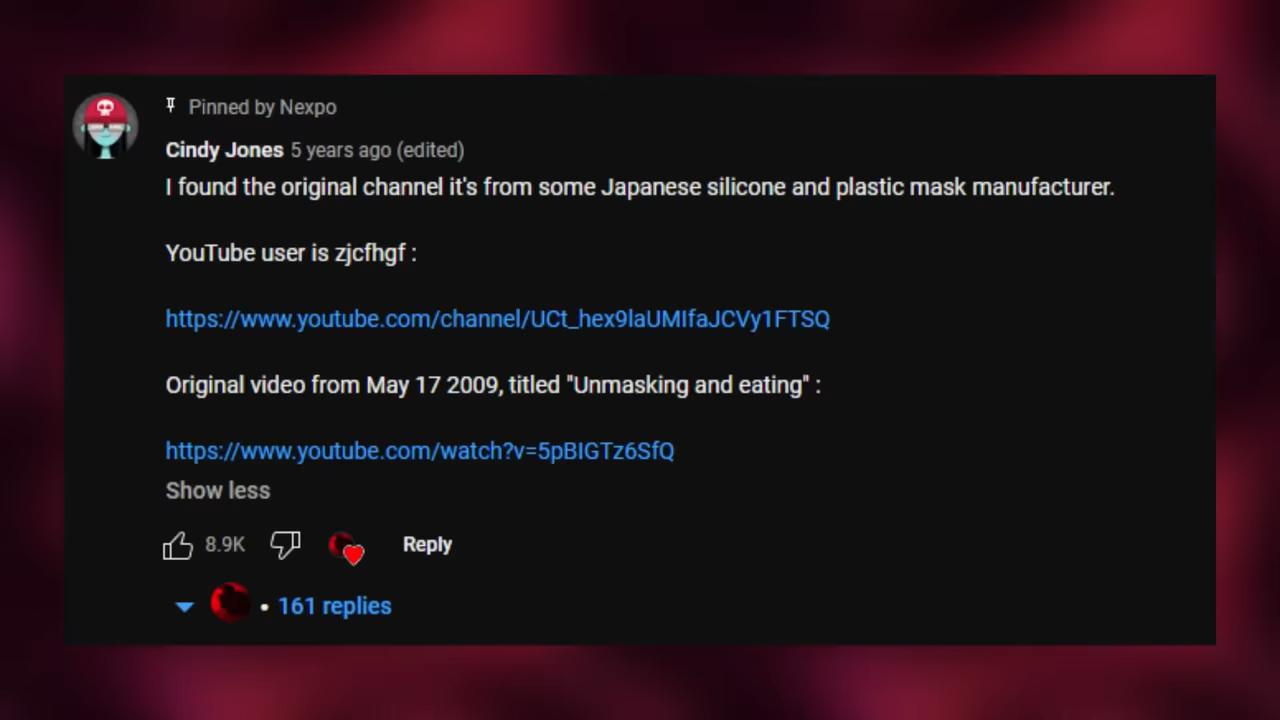 Pinned by Nexpo
Cindy Jones 5 years ago (edited)
I found the original channel it's from some Japanese silicone and plastic mask manufacturer.
YouTube user is zjcfhgf :
https://www.youtube.com/channel/UCt_hex9laUMIfaJCVy1FTSQ
Original video from May 17 2009, titled "Unmasking and eating" :
https://www.youtube.com/watch?v=5pBIGTz6SfQ
Show less
8.9K Reply
• 161 replies